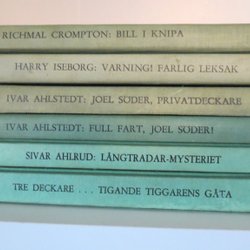 RICHMAL CROMPTON: BILL I KNIPA
HARRY ISEBORG: VARNING! FARLIG LEKSAK
IVAR AHLSTEDT: JOEL SÖDER, PRIVATDECKARE
IVAR AHLSTEDT: FULL FART, JOEL SÖDER!
SIVAR AHLRUD: LÅNGTRADAR-MYSTERIET
TRE DECKARE . . . TIGANDE TIGGARENS GÅTA